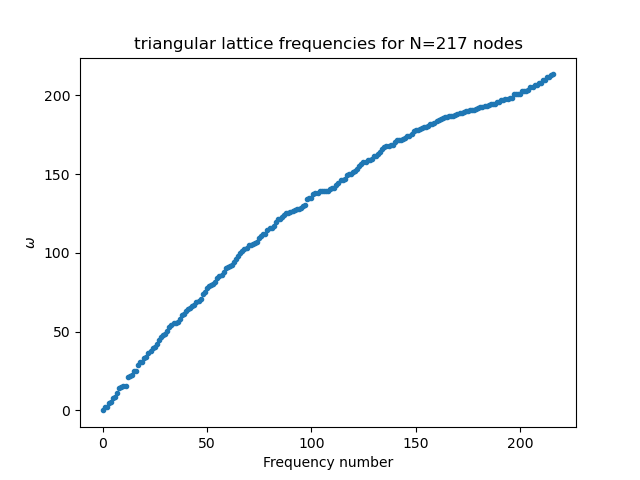 triangular lattice frequencies for N=217 nodes
200
150
100
50
0
ω
0 50 100 150 200
Frequency number